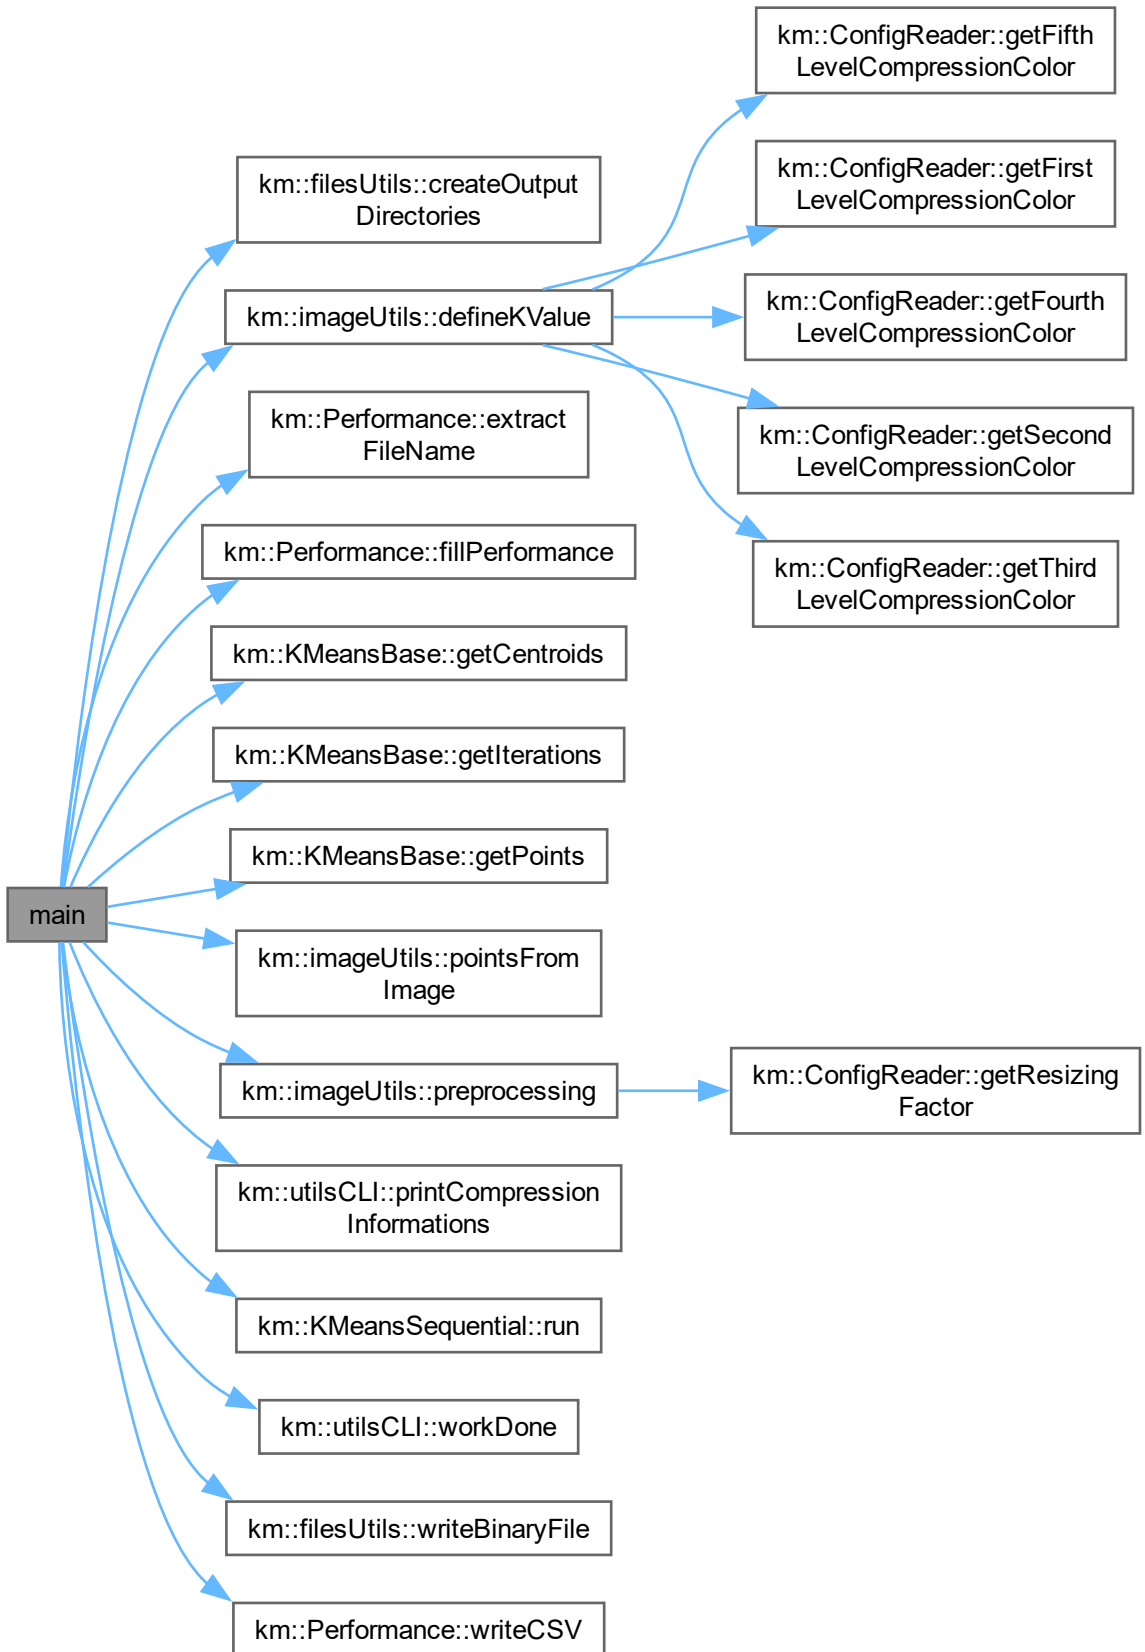 main
km::filesUtils::createOutput
Directories
km::imageUtils::defineKValue
km::Performance::extract
FileName
km::Performance::fillPerformance
km::KMeansBase::getCentroids
km::KMeansBase::getIterations
km::KMeansBase::getPoints
km::imageUtils::pointsFrom
Image
km::imageUtils::preprocessing
km::utilsCLI::printCompression
Informations
km::KMeansSequential::run
km::utilsCLI::workDone
km::filesUtils::writeBinaryFile
km::Performance::writeCSV
km::ConfigReader::getFifth
LevelCompressionColor
km::ConfigReader::getFirst
LevelCompressionColor
km::ConfigReader::getFourth
LevelCompressionColor
km::ConfigReader::getSecond
LevelCompressionColor
km::ConfigReader::getThird
LevelCompressionColor
km::ConfigReader::getResizing
Factor